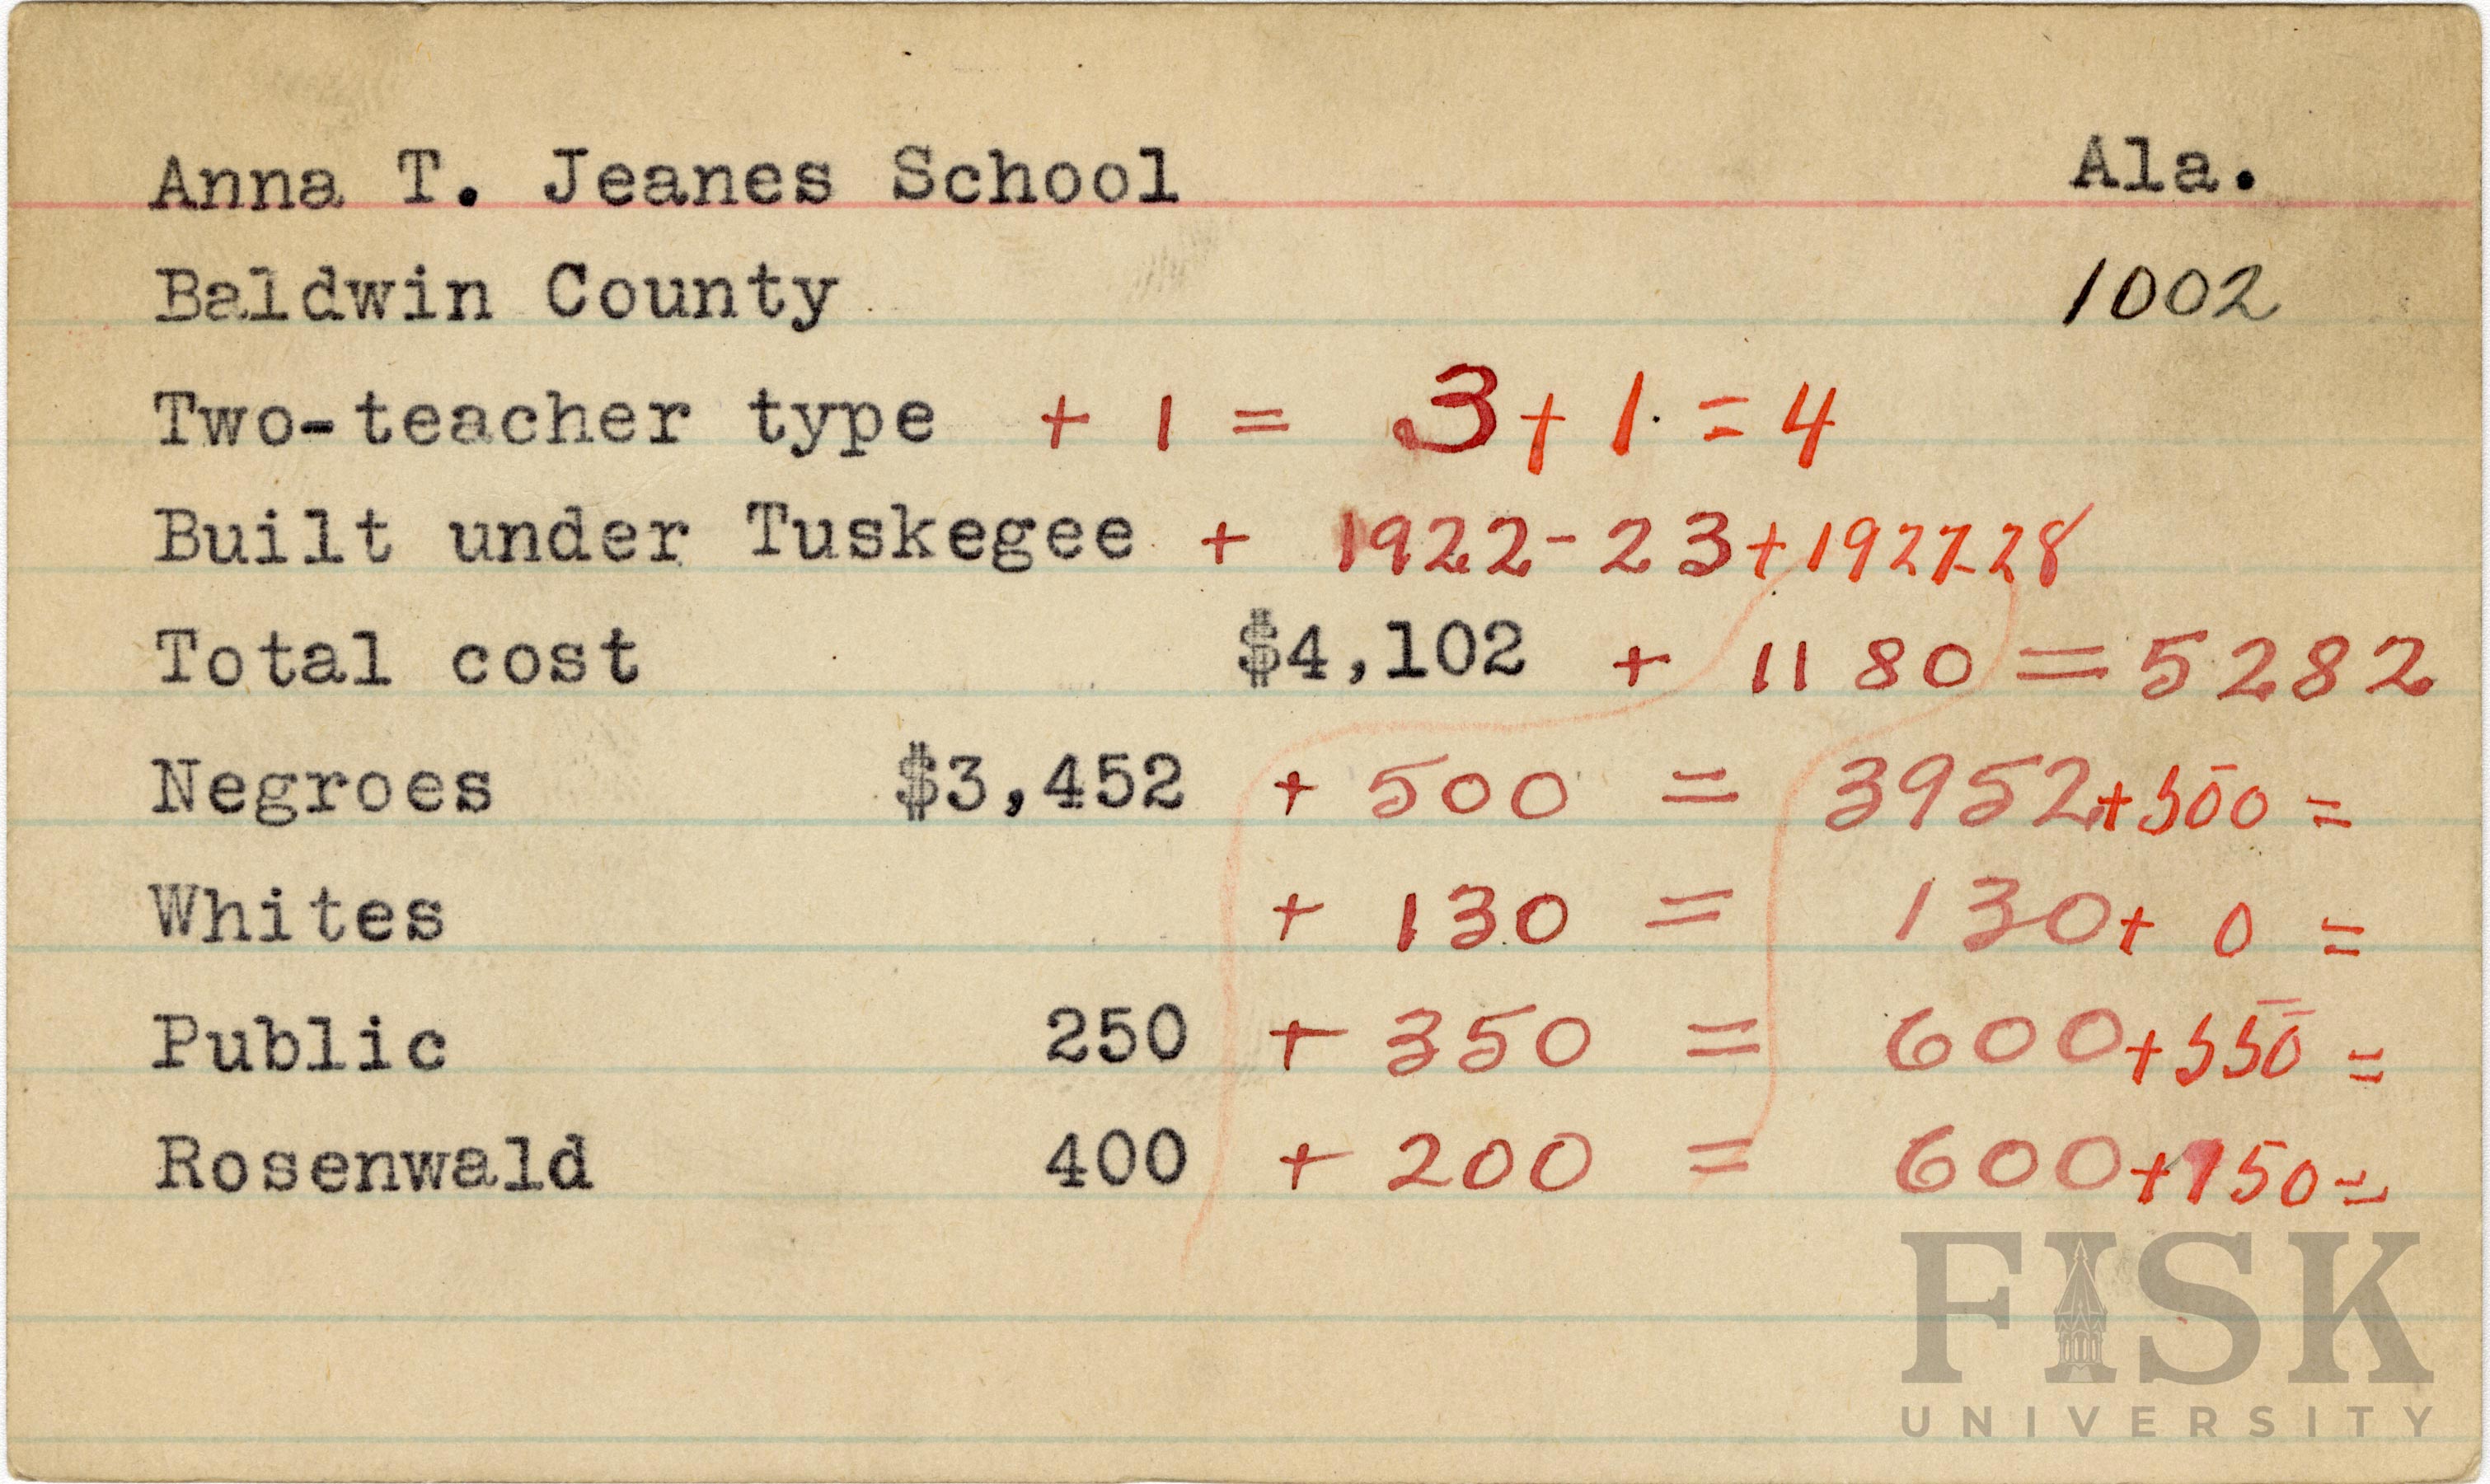 Anna T. Jeanes School Ala.
Baldwin County 1002
Two-teacher type + 1 = 3 + 1 = 4
Built under Tuskegee + 1922-23 + 1927-28
Total cost $4,102 + 1180 = 5282
Negroes $3,452 + 500 = 3952 + 500 =
Whites + 130 = 130 + 0 =
Public 250 + 350 = 600 + 550 =
Rosenwald 400 + 200 = 600 + 150 =
FISK
UNIVERSITY